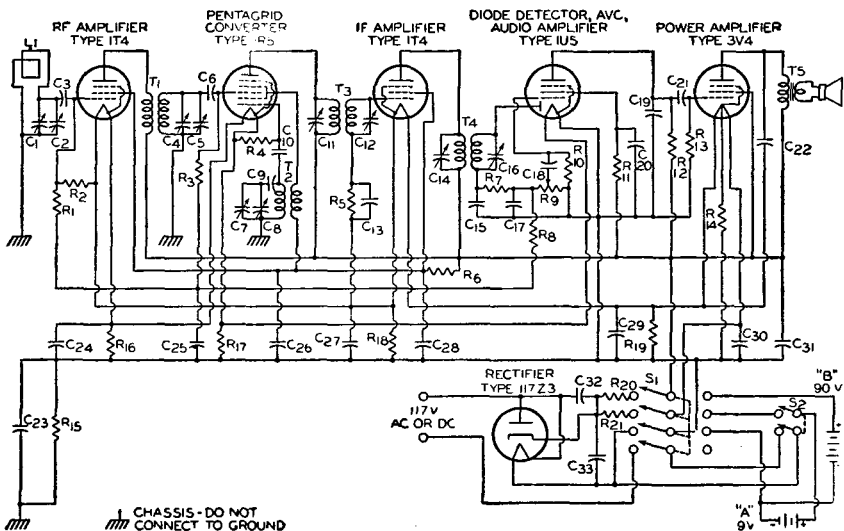 RF AMPLIFIER
TYPE 1T4
PENTAGRID
CONVERTER
TYPE 1R5
IF AMPLIFIER
TYPE 1T4
DIODE DETECTOR, AVC,
AUDIO AMPLIFIER
TYPE 1U5
POWER AMPLIFIER
TYPE 3V4
L1
C3
T1
C6
T3
T4
C19
C21
T5
C1
C2
C4
C5
R4
C10
C11
C12
C14
C16
R10
C20
R13
R12
C22
R2
R1
R3
C9
T2
C7
C8
R5
C13
R7
C18
R9
R11
C15
C17
R8
R14
R6
C24
R16
C25
R17
C26
C27
R18
C28
C29
R19
C30
C31
C23
R15
117V
AC OR DC
RECTIFIER
TYPE 117Z3
C32
R20
S1
R21
C33
S2
"B"
90 V
+
"A"
9V
+
CHASSIS - DO NOT
CONNECT TO GROUND